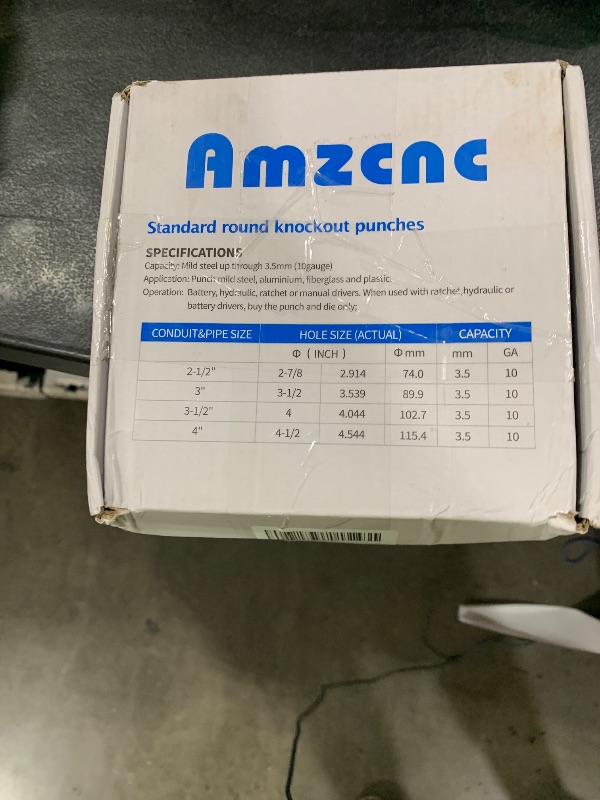 Amzcnc
Standard round knockout punches
SPECIFICATIONS
Capacity: Mild steel up through 3.5mm (10gauge)
Application: Punch mild steel, aluminium, fiberglass and plastic.
Operation: Battery, hydraulic, ratchet or manual drivers. When used with ratchet,hydraulic or
battery drivers, buy the punch and die only;
CONDUIT&PIPE SIZE HOLE SIZE (ACTUAL) CAPACITY
Φ ( INCH ) Φ mm mm GA
2-1/2" 2-7/8 2.914 74.0 3.5 10
3" 3-1/2 3.539 89.9 3.5 10
3-1/2" 4 4.044 102.7 3.5 10
4" 4-1/2 4.544 115.4 3.5 10